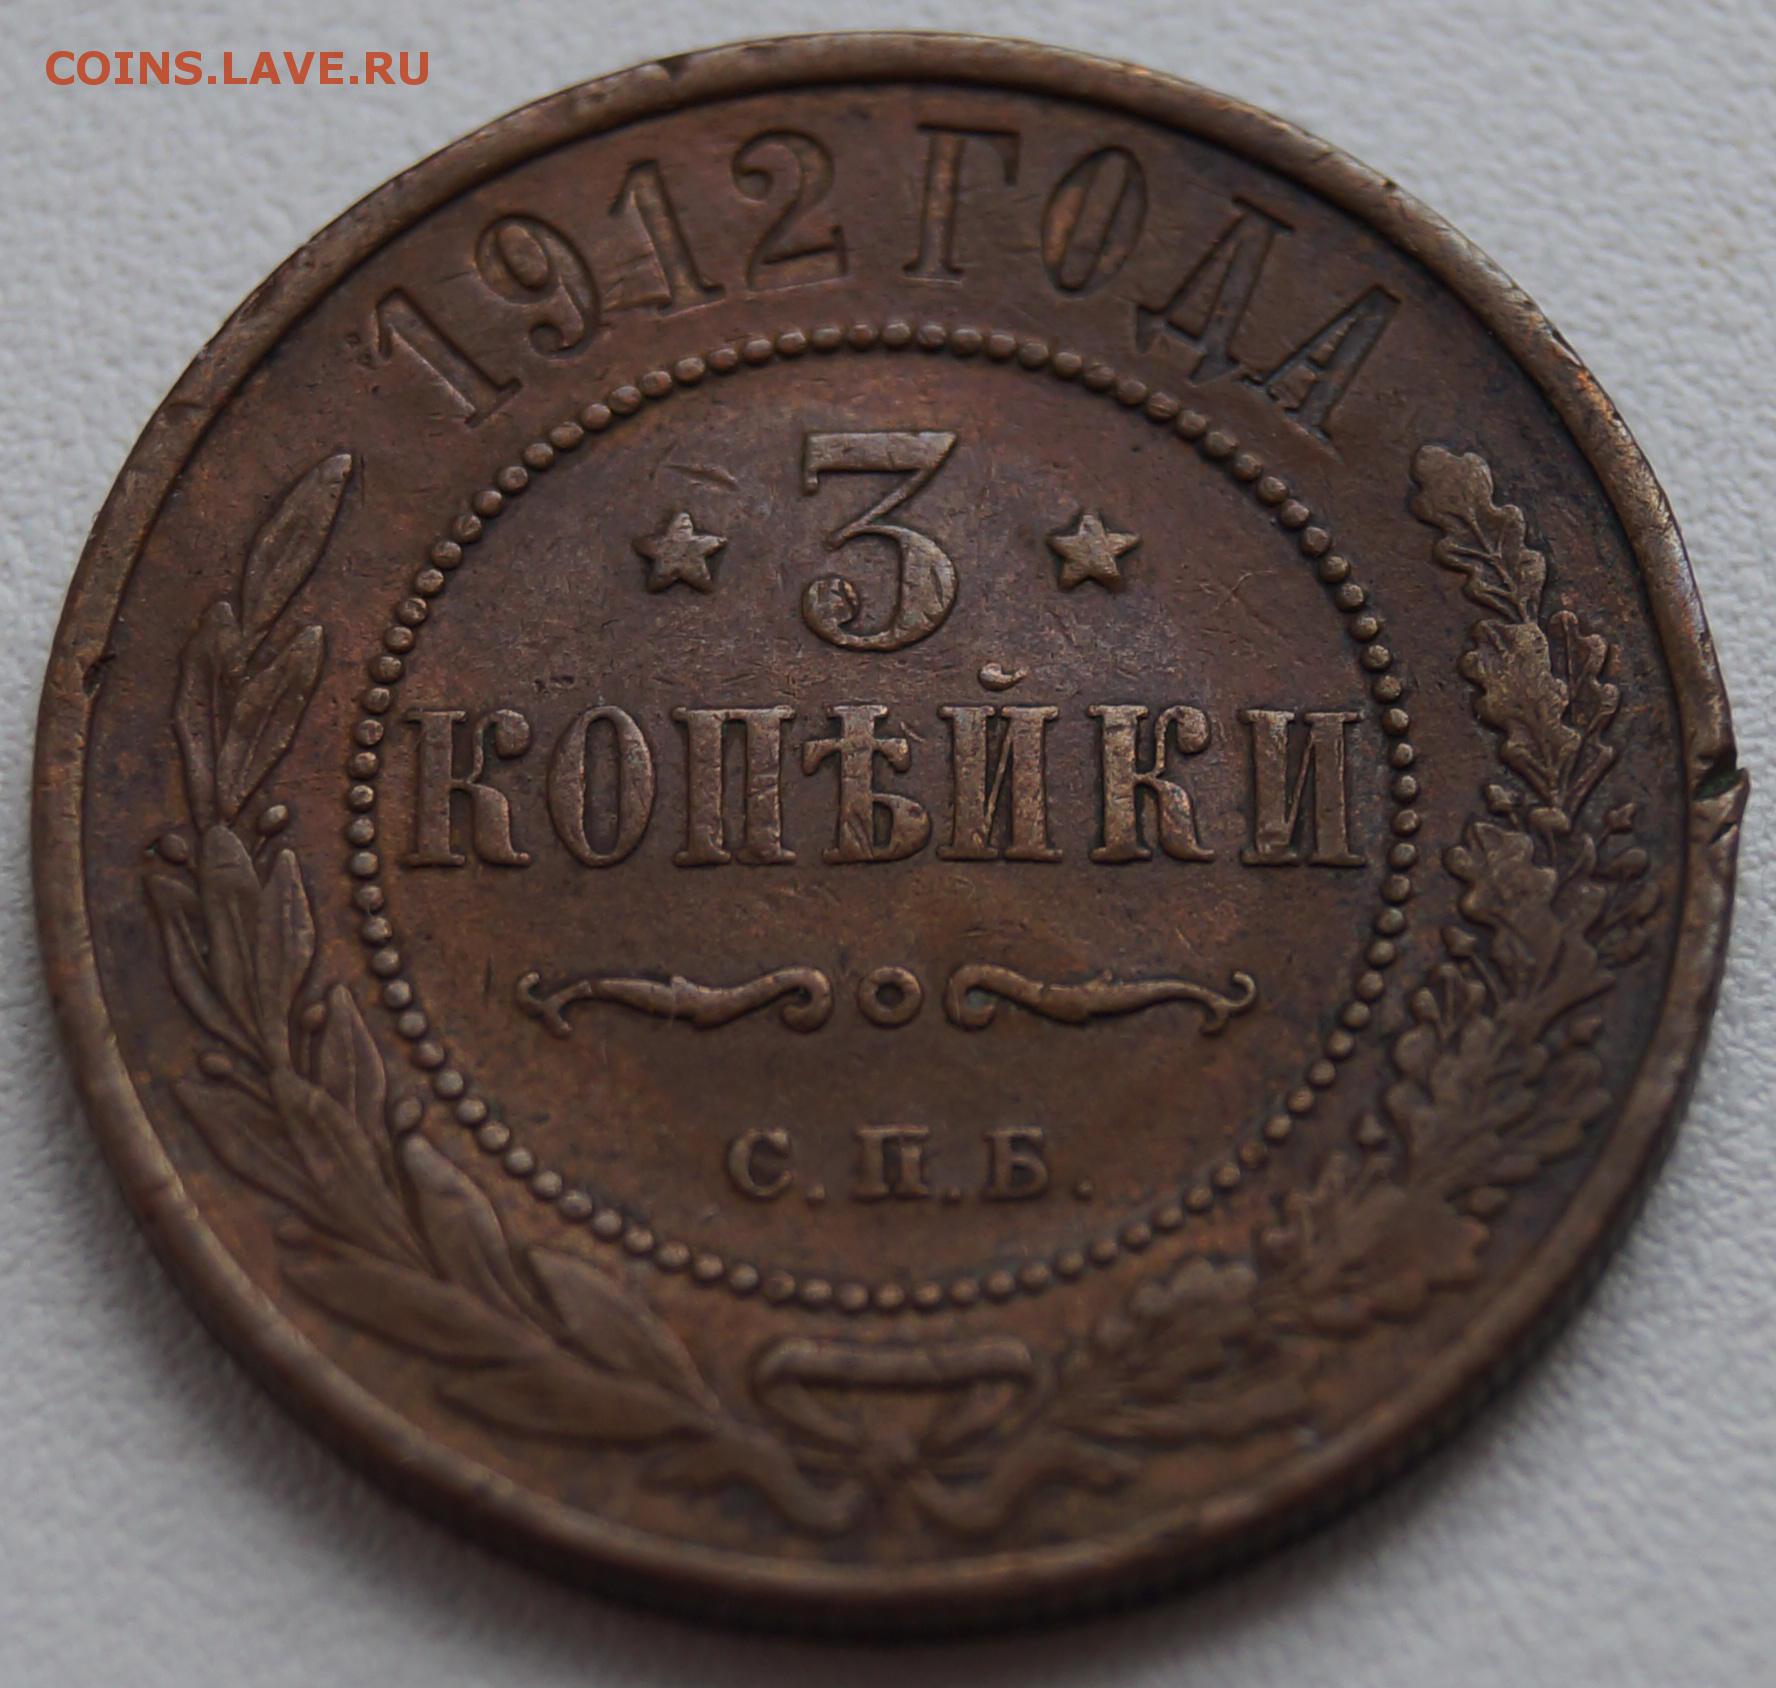 COINS.LAVE.RU
1912 ГОДА
3
КОПѢЙКИ
С.П.Б.